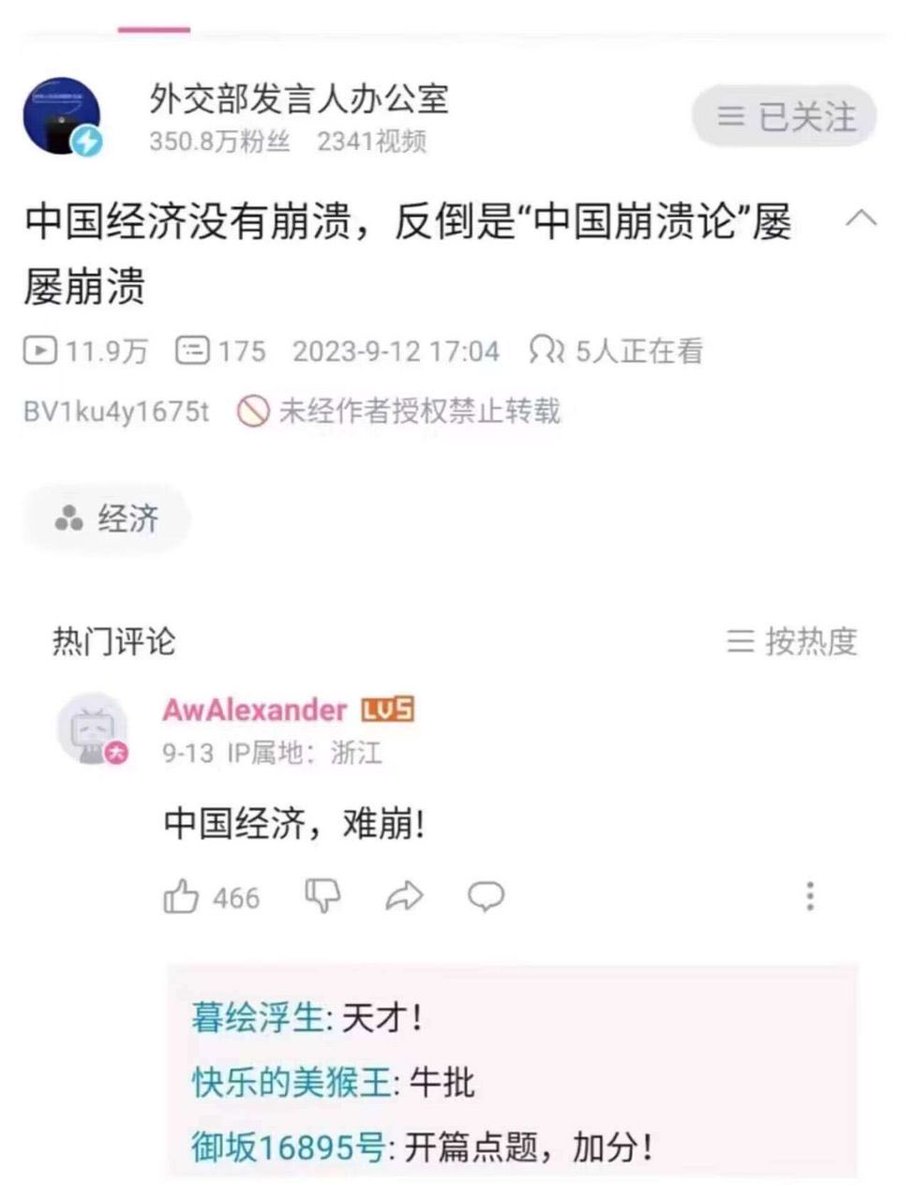 外交部发言人办公室
已关注
350.8万粉丝 2341视频
中国经济没有崩溃，反倒是“中国崩溃论”屡
屡崩溃
11.9万 175 2023-9-12 17:04 5人正在看
BV1ku4y1675t 未经作者授权禁止转载
经济
热门评论 按热度
AwAlexander LV5
大
9-13 IP属地：浙江
中国经济，难崩！
466
暮绘浮生: 天才！
快乐的美猴王: 牛批
御坂16895号: 开篇点题，加分！